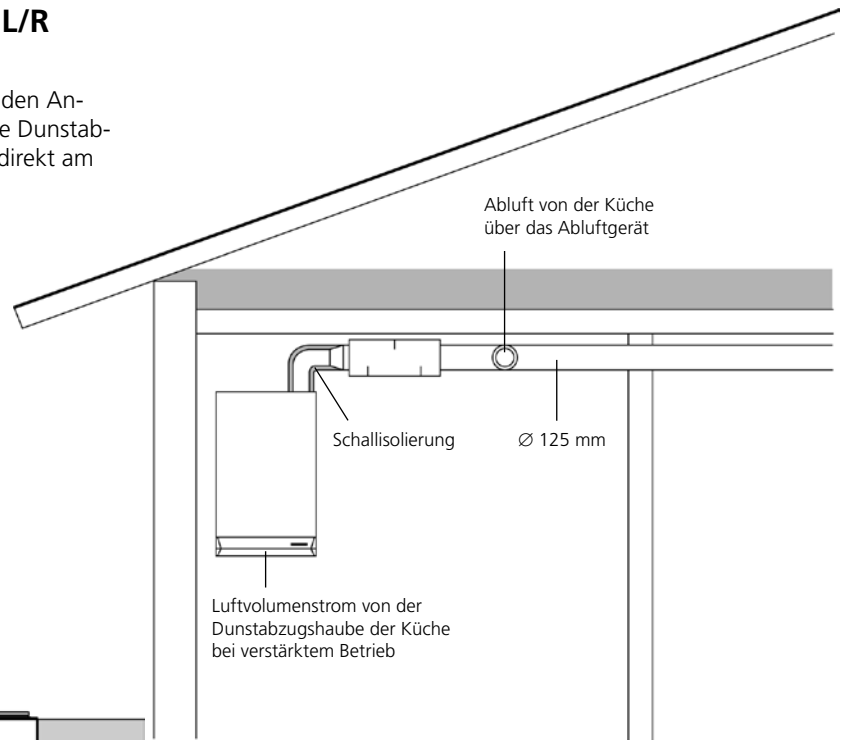 L/R
den An-
e Dunstab-
direkt am
Abluft von der Küche
über das Abluftgerät
Schallisolierung
∅ 125 mm
Luftvolumenstrom von der
Dunstabzugshaube der Küche
bei verstärktem Betrieb